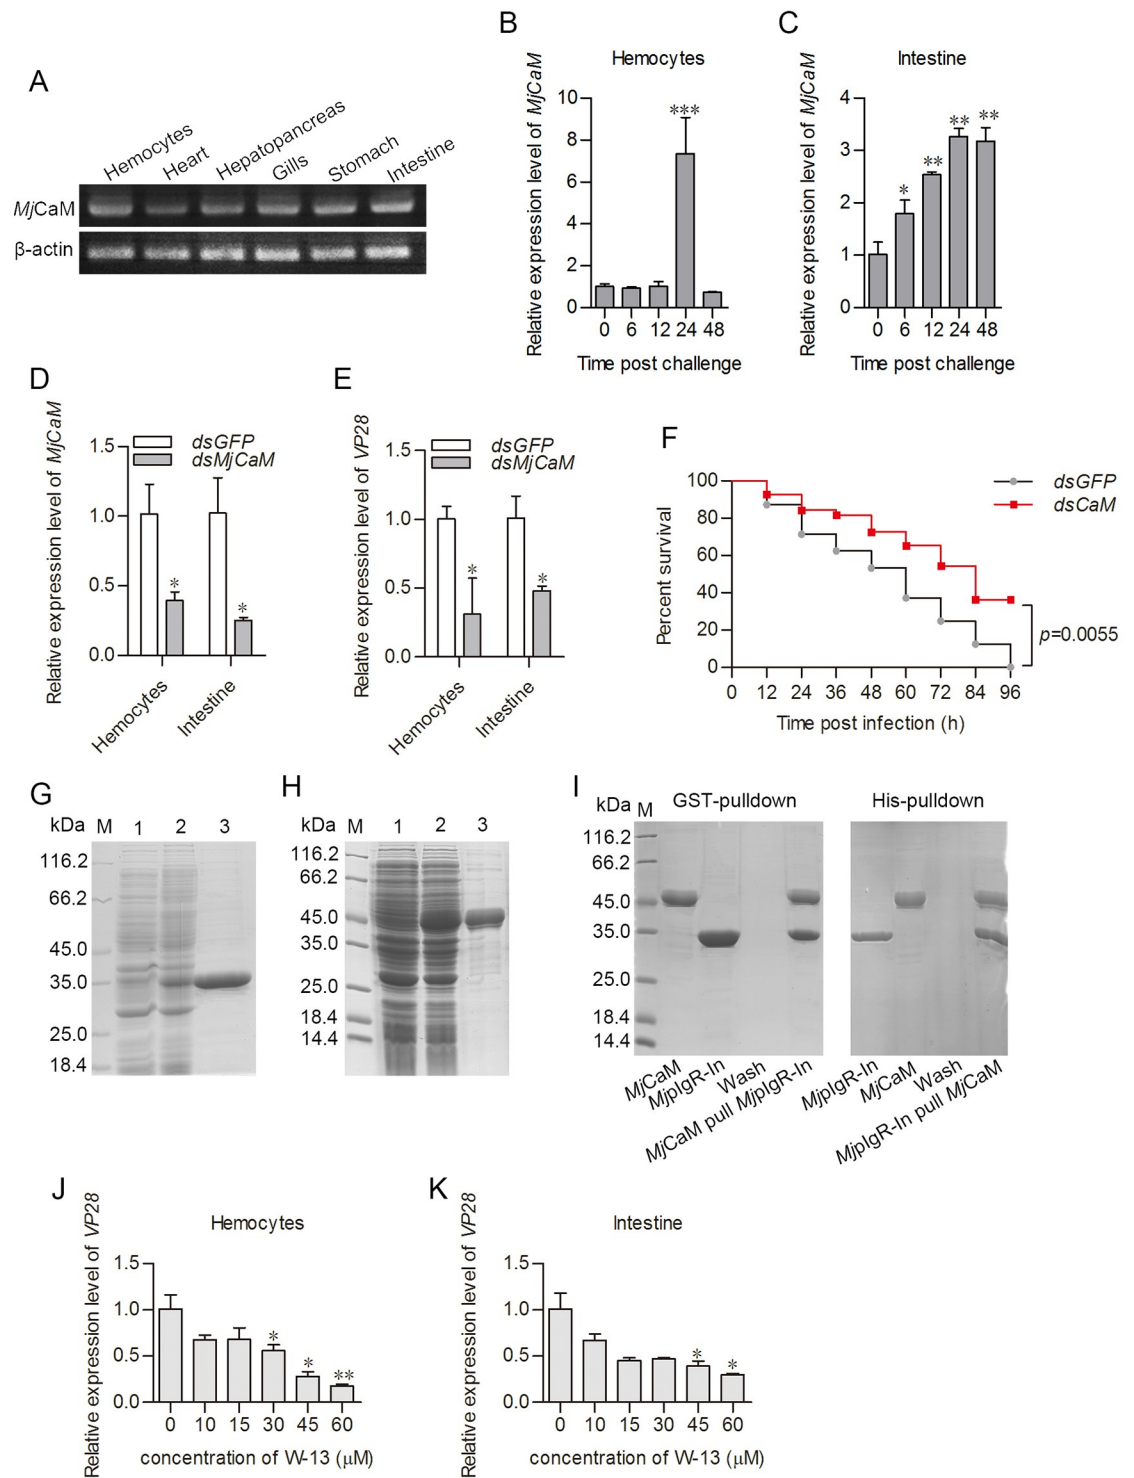 A
Hemocytes
Heart
Hepatopancreas
Gills
Stomach
Intestine
MjCaM
β-actin
B
Hemocytes
Relative expression level of MjCaM
10
8
6
4
2
0
***
0 6 12 24 48
Time post challenge
C
Intestine
Relative expression level of MjCaM
4
3
2
1
0
* ** ** **
0 6 12 24 48
Time post challenge
D
Relative expression level of MjCaM
1.5
1.0
0.5
0.0
dsGFP
dsMjCaM
* *
Hemocytes
Intestine
E
Relative expression level of VP28
1.5
1.0
0.5
0.0
dsGFP
dsMjCaM
* *
Hemocytes
Intestine
F
Percent survival
100
80
60
40
20
0
dsGFP
dsCaM
p=0.0055
0 12 24 36 48 60 72 84 96
Time post infection (h)
G
kDa M 1 2 3
116.2
66.2
45.0
35.0
25.0
18.4
H
kDa M 1 2 3
116.2
66.2
45.0
35.0
25.0
18.4
14.4
I
kDa M
GST-pulldown
His-pulldown
116.2
66.2
45.0
35.0
25.0
18.4
14.4
MjCaM
MjpIgR-In
Wash
MjCaM pull MjpIgR-In
MjpIgR-In
MjCaM
Wash
MjpIgR-In pull MjCaM
J
Hemocytes
Relative expression level of VP28
1.5
1.0
0.5
0.0
* * **
0 10 15 30 45 60
concentration of W-13 (μM)
K
Intestine
Relative expression level of VP28
1.5
1.0
0.5
0.0
* *
0 10 15 30 45 60
concentration of W-13 (μM)